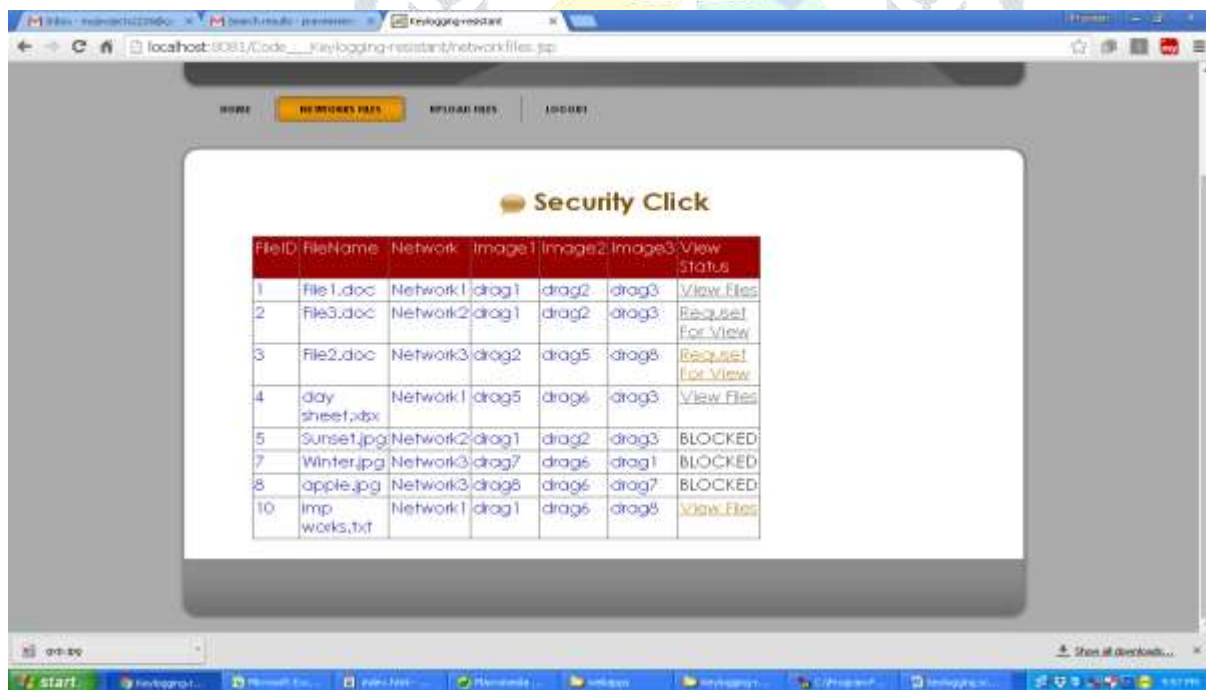 Keylogging-resistant
localhost:8081/Code___Keylogging-resistant/networkfiles.jsp
HOME NETWORKS FILES UPLOAD FILES LOGOUT
Security Click
FileID FileName Network Image1 Image2 Image3 View
Status
1 File1.doc Network1 drag1 drag2 drag3 View Files
2 File3.doc Network2 drag1 drag2 drag3 Requset
For View
3 File2.doc Network3 drag2 drag5 drag8 Requset
For View
4 day Network1 drag5 drag6 drag3 View Files
sheet.xlsx
5 Sunset.jpg Network2 drag1 drag2 drag3 BLOCKED
7 Winter.jpg Network3 drag7 drag6 drag1 BLOCKED
8 apple.jpg Network3 drag8 drag6 drag7 BLOCKED
10 imp Network1 drag1 drag6 drag8 View Files
works.txt
Show all downloads...
start